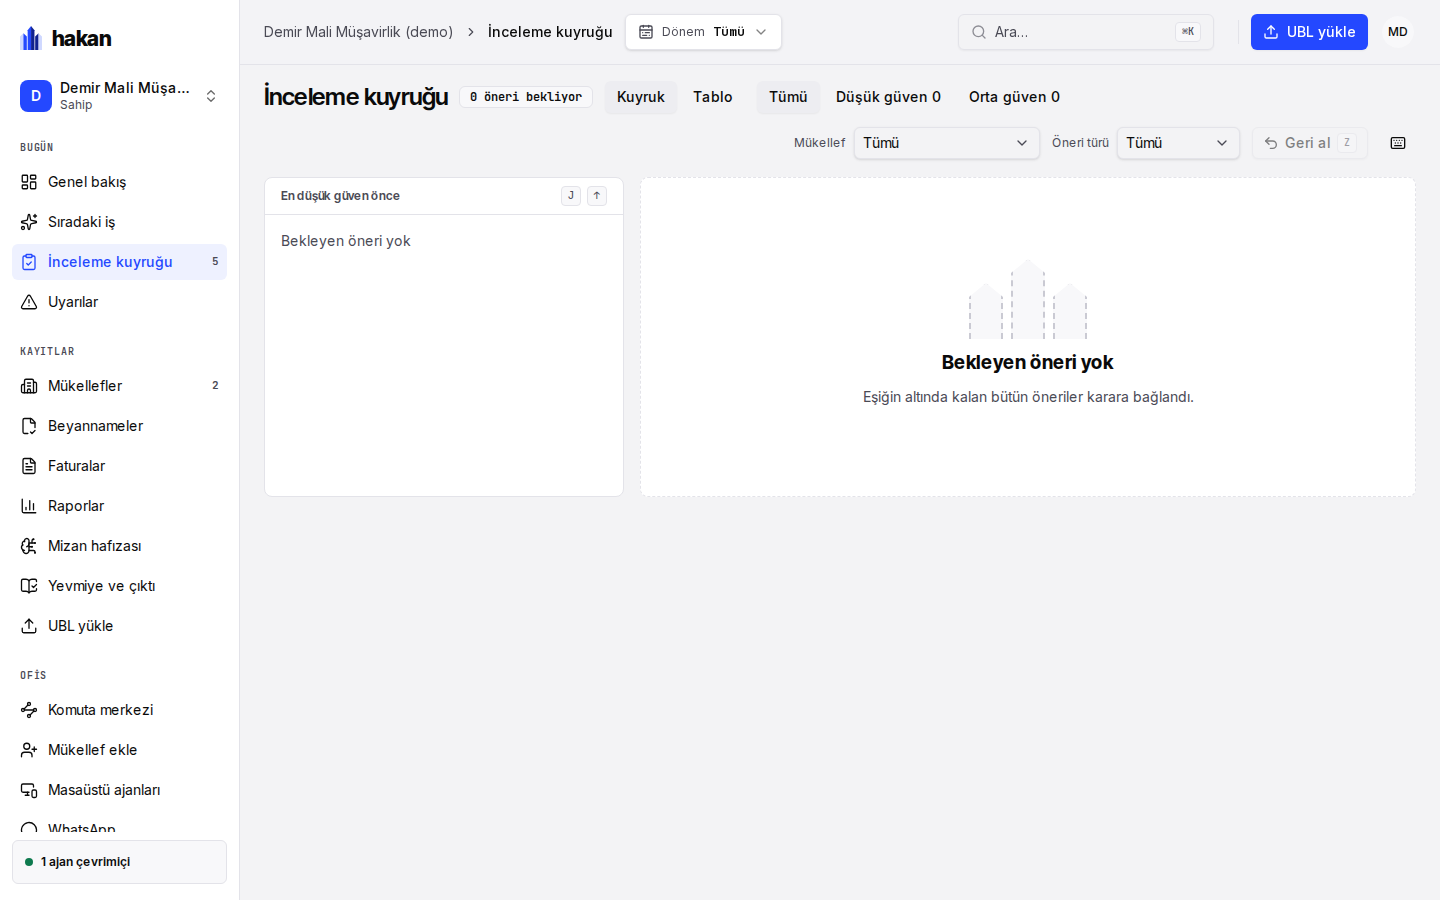 hakan
D
Demir Mali Müşa...
Sahip
BUGÜN
Genel bakış
Sıradaki iş
İnceleme kuyruğu 5
Uyarılar
KAYITLAR
Mükellefler 2
Beyannameler
Faturalar
Raporlar
Mizan hafızası
Yevmiye ve çıktı
UBL yükle
OFİS
Komuta merkezi
Mükellef ekle
Masaüstü ajanları
WhatsApp
1 ajan çevrimiçi
Demir Mali Müşavirlik (demo) > İnceleme kuyruğu Dönem Tümü Ara... ⌘K UBL yükle MD
İnceleme kuyruğu 0 öneri bekliyor Kuyruk Tablo Tümü Düşük güven 0 Orta güven 0
Mükellef Tümü Öneri türü Tümü Geri al Z
En düşük güven önce J ↑
Bekleyen öneri yok
Bekleyen öneri yok
Eşiğin altında kalan bütün öneriler karara bağlandı.